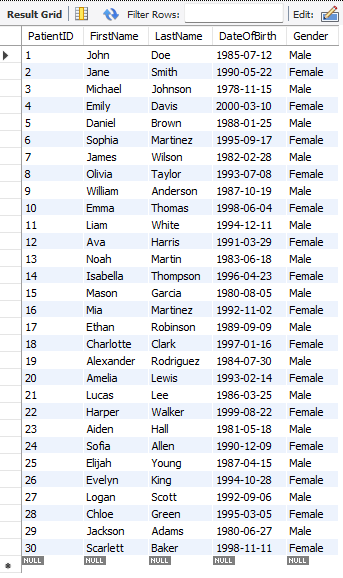 Result Grid Filter Rows: Edit:
PatientID FirstName LastName DateOfBirth Gender
1 John Doe 1985-07-12 Male
2 Jane Smith 1990-05-22 Female
3 Michael Johnson 1978-11-15 Male
4 Emily Davis 2000-03-10 Female
5 Daniel Brown 1988-01-25 Male
6 Sophia Martinez 1995-09-17 Female
7 James Wilson 1982-02-28 Male
8 Olivia Taylor 1993-07-08 Female
9 William Anderson 1987-10-19 Male
10 Emma Thomas 1998-06-04 Female
11 Liam White 1994-12-11 Male
12 Ava Harris 1991-03-29 Female
13 Noah Martin 1983-06-18 Male
14 Isabella Thompson 1996-04-23 Female
15 Mason Garcia 1980-08-05 Male
16 Mia Martinez 1992-11-02 Female
17 Ethan Robinson 1989-09-09 Male
18 Charlotte Clark 1997-01-16 Female
19 Alexander Rodriguez 1984-07-30 Male
20 Amelia Lewis 1993-02-14 Female
21 Lucas Lee 1986-03-25 Male
22 Harper Walker 1999-08-22 Female
23 Aiden Hall 1981-05-18 Male
24 Sofia Allen 1990-12-09 Female
25 Elijah Young 1987-04-15 Male
26 Evelyn King 1994-10-28 Female
27 Logan Scott 1992-09-06 Male
28 Chloe Green 1995-03-05 Female
29 Jackson Adams 1980-06-27 Male
30 Scarlett Baker 1998-11-11 Female
NULL NULL NULL NULL NULL